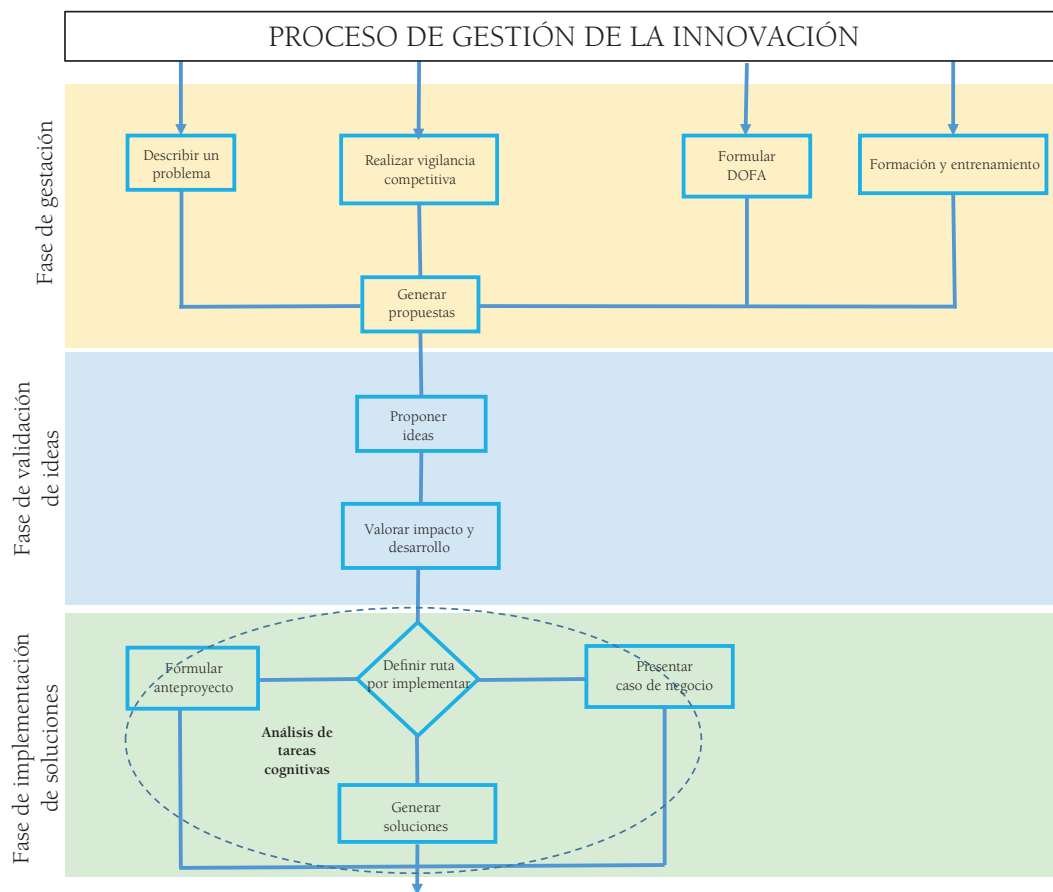 PROCESO DE GESTIÓN DE LA INNOVACIÓN
Fase de gestación
Describir un
problema
Realizar vigilancia
competitiva
Formular
DOFA
Formación y entrenamiento
Generar
propuestas
Fase de validación
de ideas
Proponer
ideas
Valorar impacto y
desarrollo
Fase de implementación
de soluciones
Formular
anteproyecto
Definir ruta
por implementar
Presentar
caso de negocio
Análisis de
tareas
cognitivas
Generar
soluciones